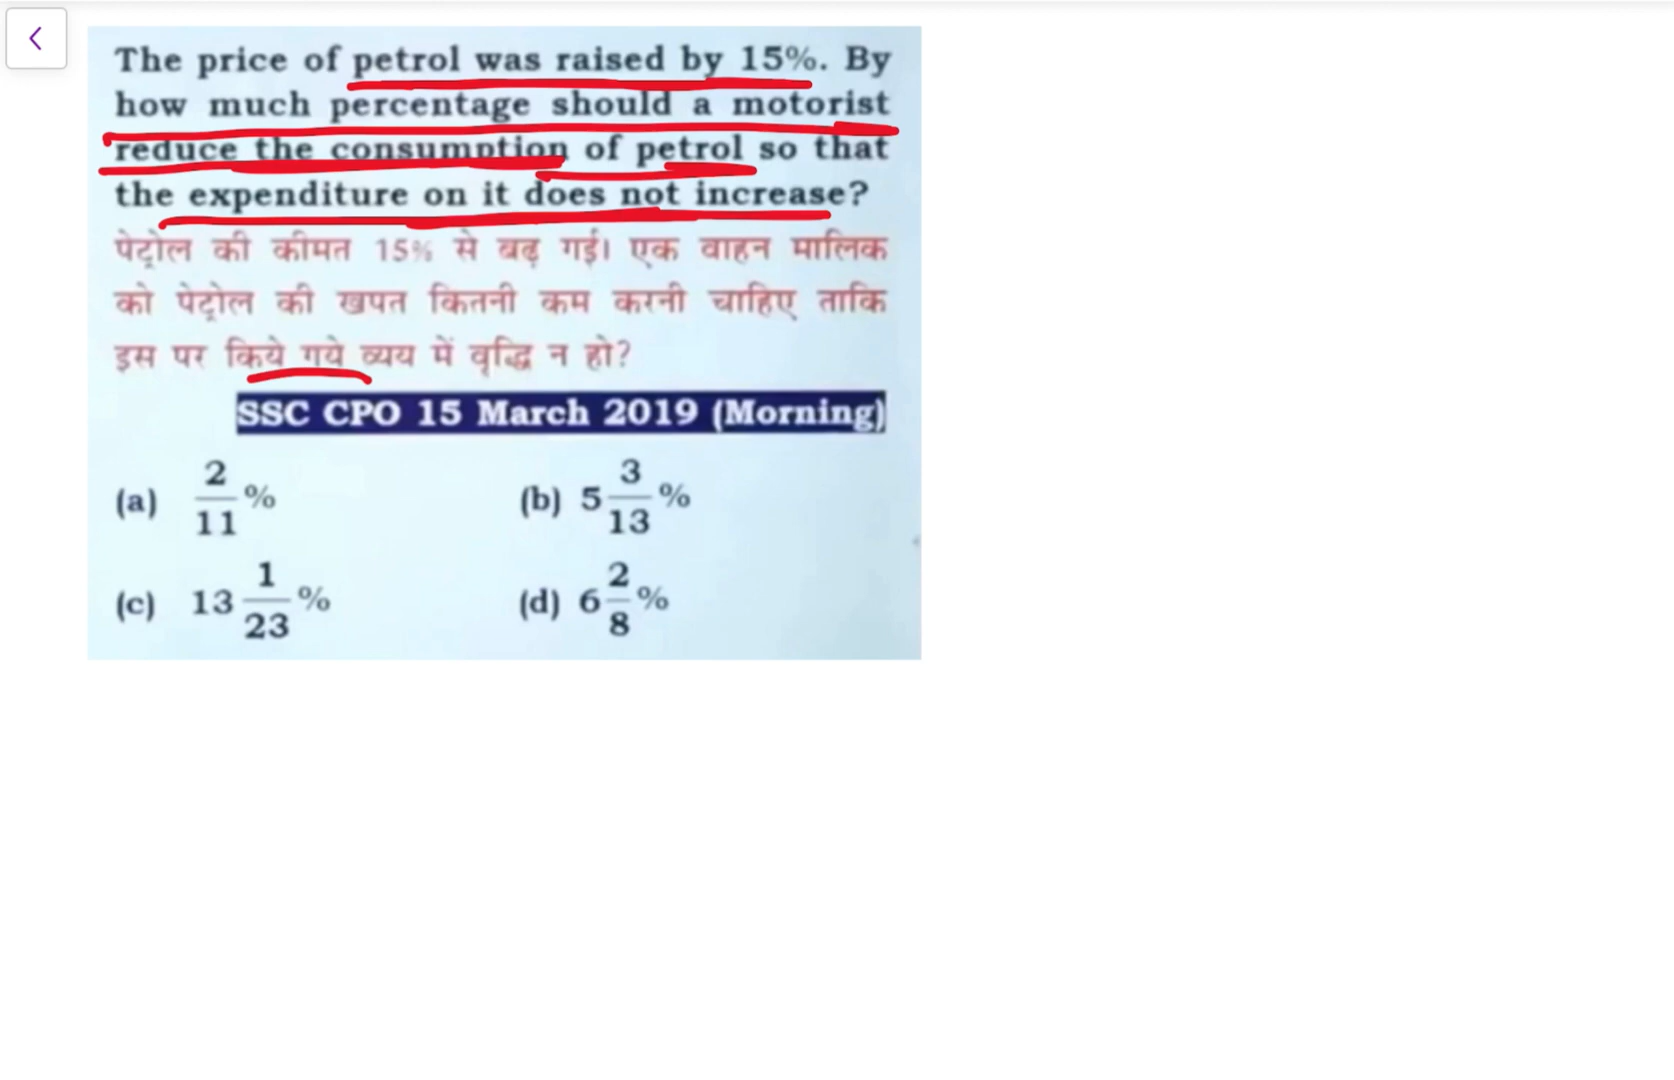 The price of petrol was raised by 15%. By
how much percentage should a motorist
reduce the consumption of petrol so that
the expenditure on it does not increase?
पेट्रोल की कीमत 15% से बढ़ गई। एक वाहन मालिक
को पेट्रोल की खपत कितनी कम करनी चाहिए ताकि
इस पर किये गये व्यय में वृद्धि न हो?
SSC CPO 15 March 2019 (Morning)
(a) 2/11 % (b) 5 3/13 %
(c) 13 1/23 % (d) 6 2/8 %